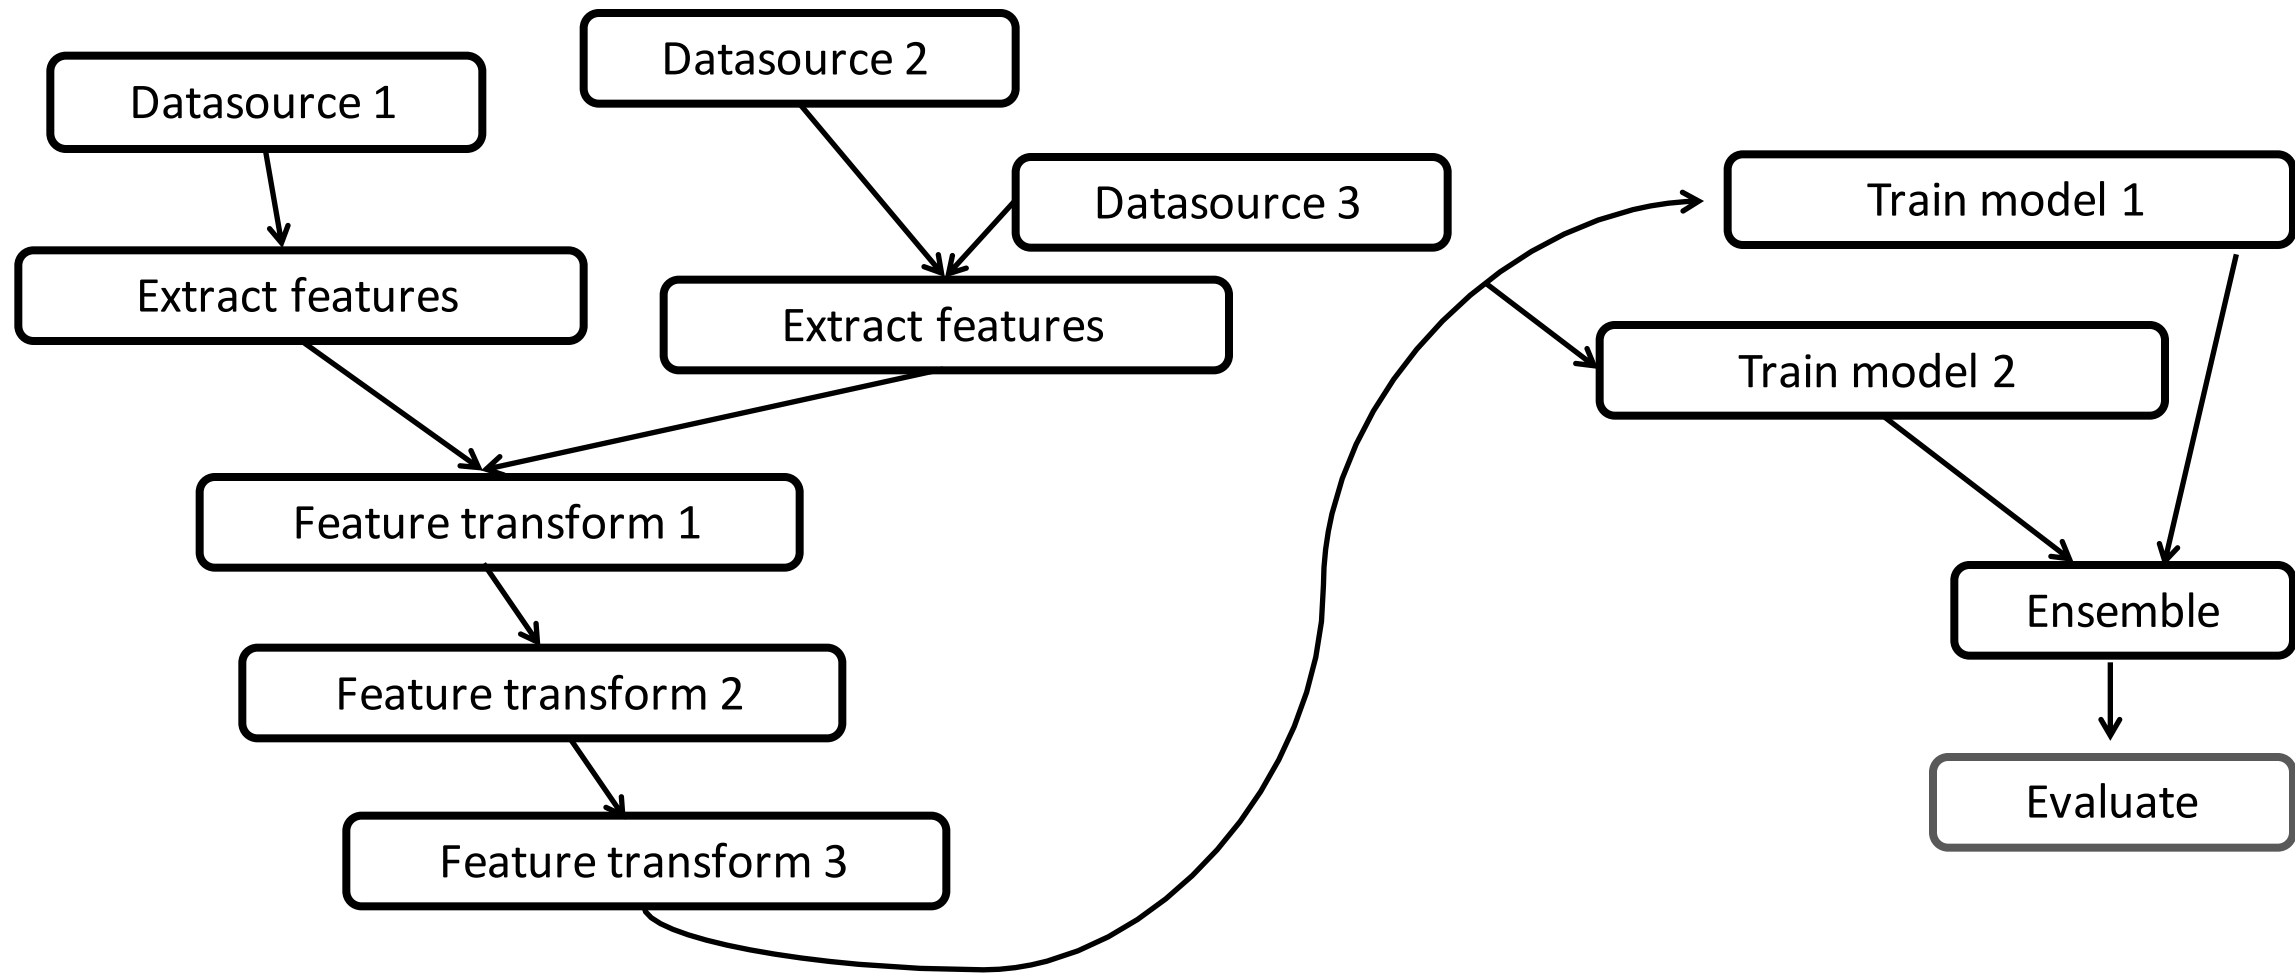 Datasource 1
Datasource 2
Datasource 3
Extract features
Extract features
Feature transform 1
Feature transform 2
Feature transform 3
Train model 1
Train model 2
Ensemble
Evaluate